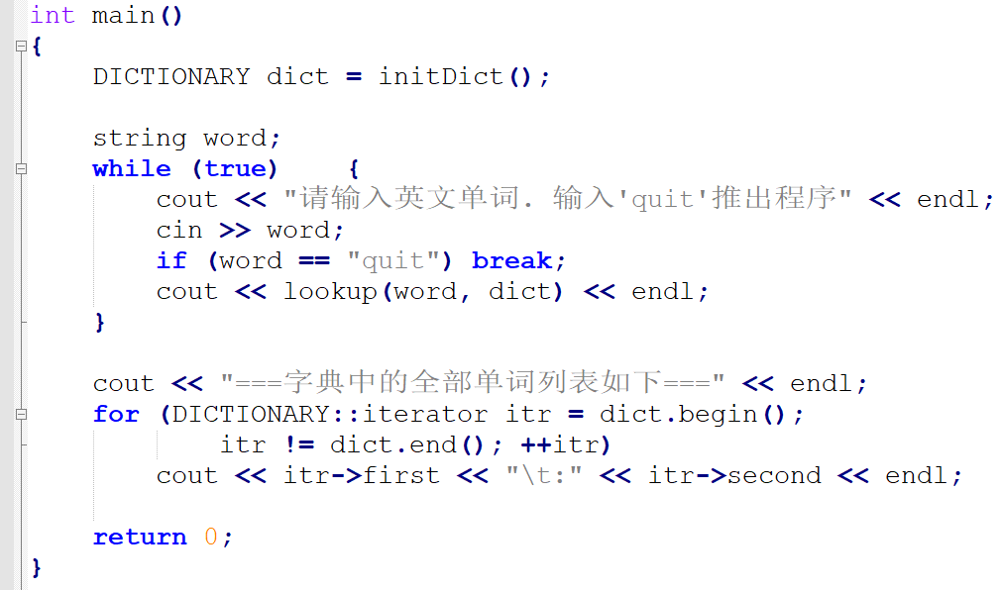 int main()
{
    DICTIONARY dict = initDict();
    string word;
    while (true)    {
        cout << "请输入英文单词. 输入'quit'推出程序" << endl;
        cin >> word;
        if (word == "quit") break;
        cout << lookup(word, dict) << endl;
    }
    cout << "===字典中的全部单词列表如下===" << endl;
    for (DICTIONARY::iterator itr = dict.begin();
            itr != dict.end(); ++itr)
        cout << itr->first << "\t:" << itr->second << endl;
    return 0;
}